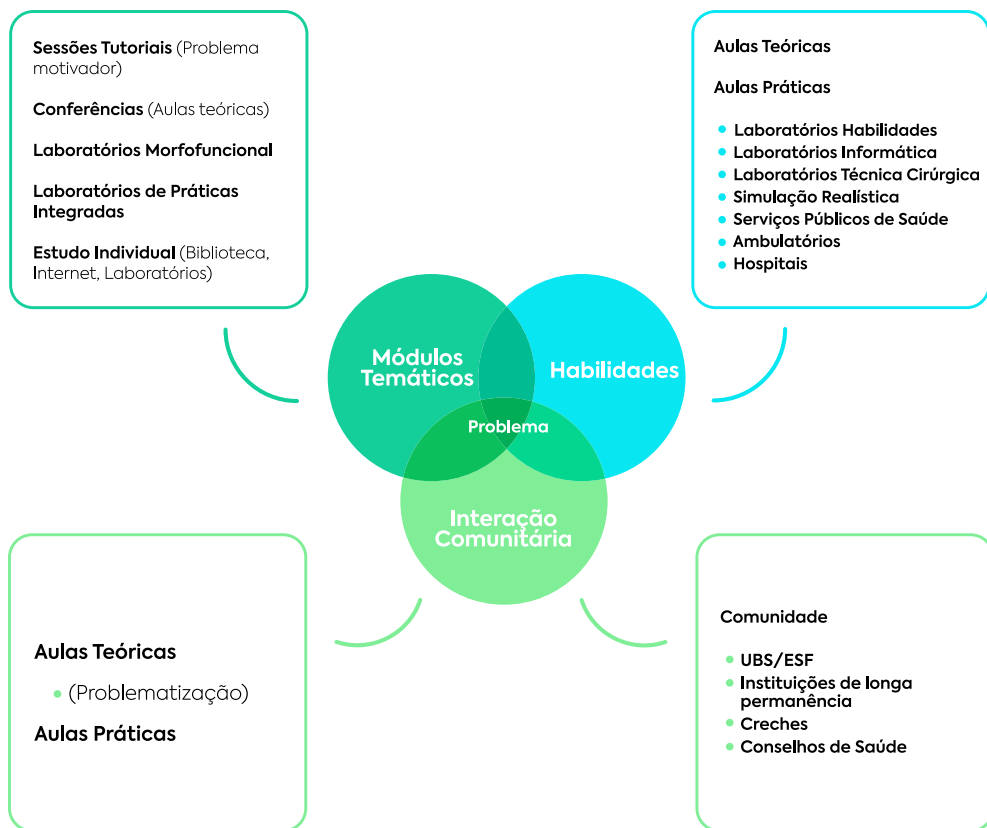 Sessões Tutoriais (Problema
motivador)
Conferências (Aulas teóricas)
Laboratórios Morfofuncional
Laboratórios de Práticas
Integradas
Estudo Individual (Biblioteca,
Internet, Laboratórios)
Aulas Teóricas
Aulas Práticas
Laboratórios Habilidades
Laboratórios Informática
Laboratórios Técnica Cirúrgica
Simulação Realística
Serviços Públicos de Saúde
Ambulatórios
Hospitais
Módulos
Temáticos
Habilidades
Problema
Interação
Comunitária
Aulas Teóricas
(Problematização)
Aulas Práticas
Comunidade
UBS/ESF
Instituições de longa
permanência
Creches
Conselhos de Saúde